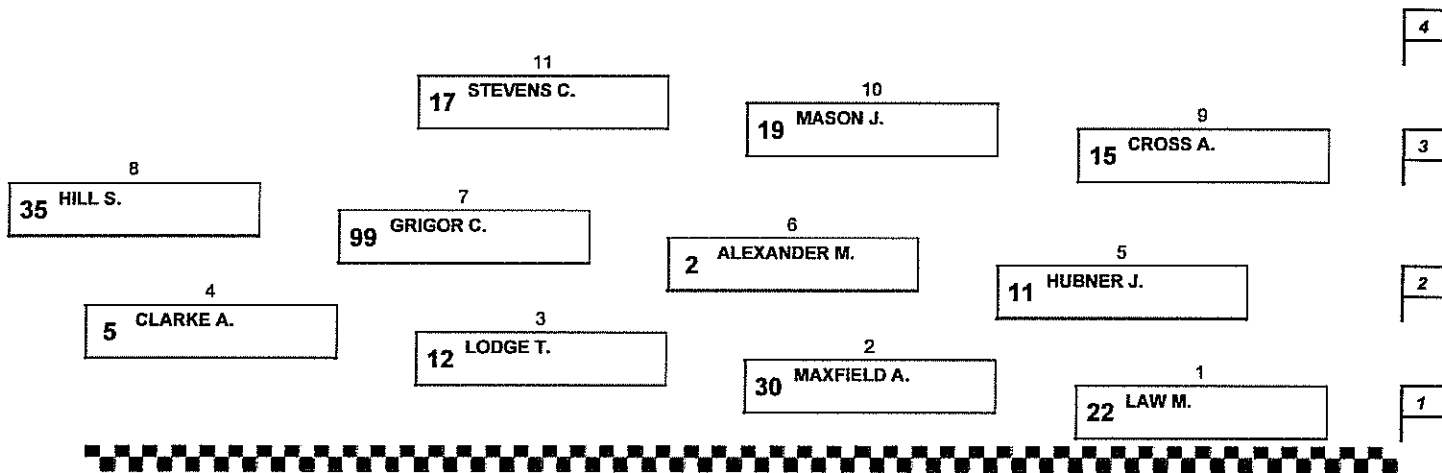 4
11
17 STEVENS C.
10
19 MASON J.
9
15 CROSS A.
3
8
35 HILL S.
7
99 GRIGOR C.
6
2 ALEXANDER M.
5
11 HUBNER J.
2
4
5 CLARKE A.
3
12 LODGE T.
2
30 MAXFIELD A.
1
22 LAW M.
1